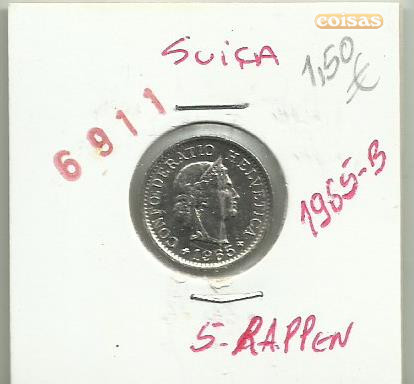 coisas
SUIÇA
1,50 €
6911
CONFOEDERATIO HELVETICA
*1965*
1965-B
5-RAPPEN